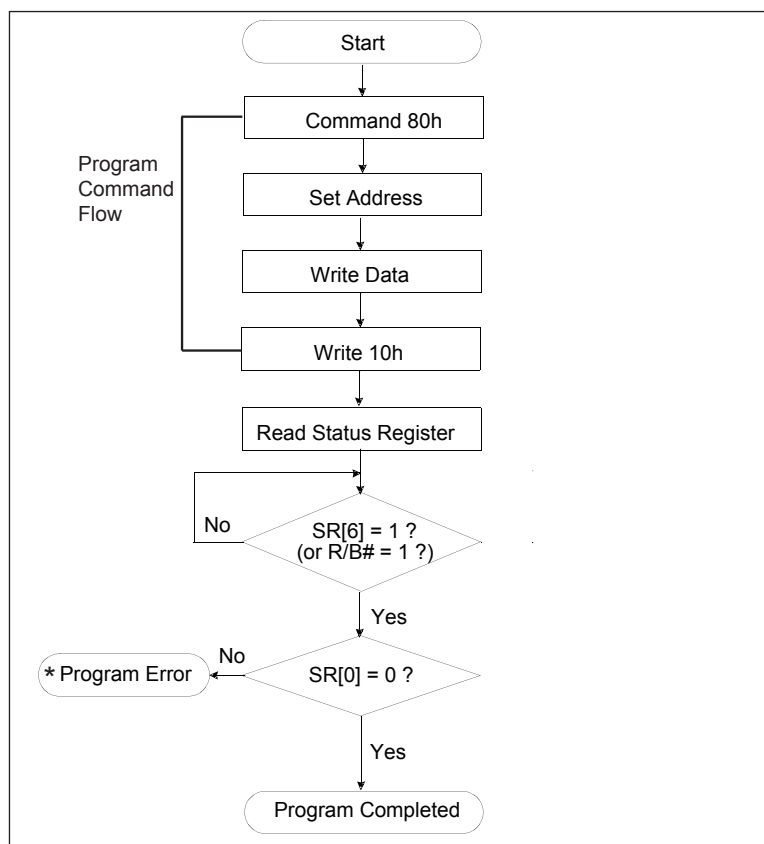 Start
Command 80h
Program
Command
Flow
Set Address
Write Data
Write 10h
Read Status Register
No
SR[6] = 1 ?
(or R/B# = 1 ?)
Yes
* Program Error
No
SR[0] = 0 ?
Yes
Program Completed